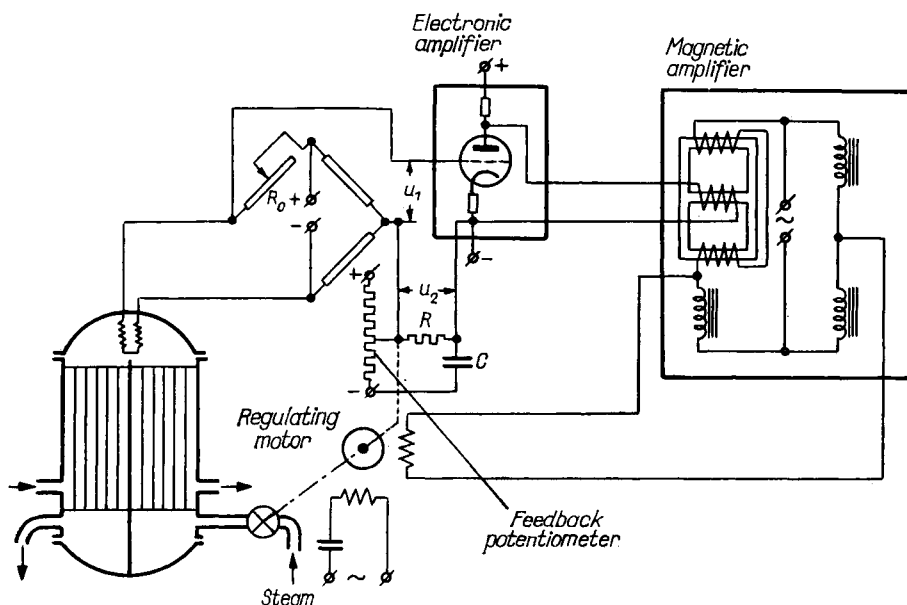 Electronic
amplifier
Magnetic
amplifier
+
u₁
R₀
+
-
~
-
+
u₂
R
C
-
Regulating
motor
Feedback
potentiometer
~
Steam